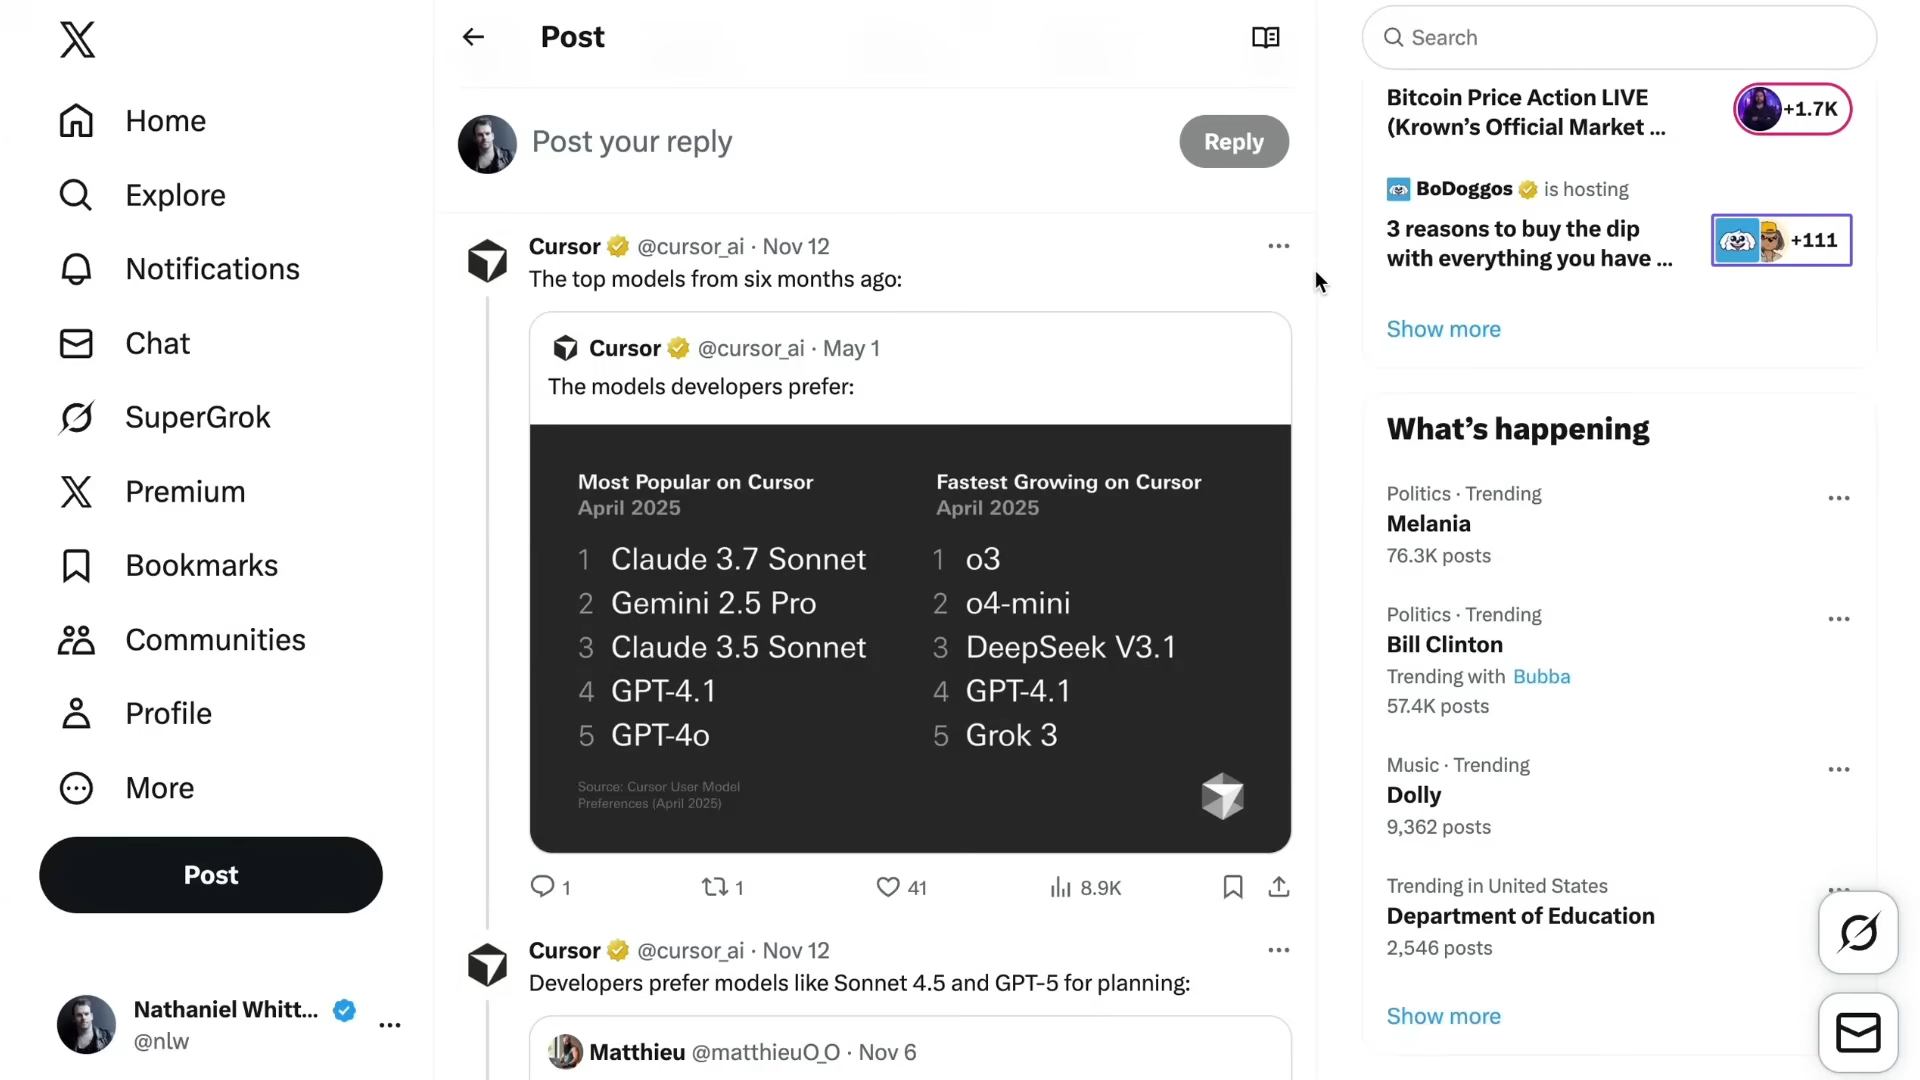 Home
Explore
Notifications
Chat
SuperGrok
Premium
Bookmarks
Communities
Profile
More
Post
Nathaniel Whitt...
@nlw
Post
Post your reply
Reply
Cursor @cursor_ai · Nov 12
The top models from six months ago:
Cursor @cursor_ai · May 1
The models developers prefer:
Most Popular on Cursor
April 2025
1 Claude 3.7 Sonnet
2 Gemini 2.5 Pro
3 Claude 3.5 Sonnet
4 GPT-4.1
5 GPT-4o
Source: Cursor User Model
Preferences (April 2025)
Fastest Growing on Cursor
April 2025
1 o3
2 o4-mini
3 DeepSeek V3.1
4 GPT-4.1
5 Grok 3
1
1
41
8.9K
Cursor @cursor_ai · Nov 12
Developers prefer models like Sonnet 4.5 and GPT-5 for planning:
Matthieu @matthieuO_O · Nov 6
Search
Bitcoin Price Action LIVE
(Krown’s Official Market ...
+1.7K
BoDoggos is hosting
3 reasons to buy the dip
with everything you have ...
+111
Show more
What’s happening
Politics · Trending
Melania
76.3K posts
Politics · Trending
Bill Clinton
Trending with Bubba
57.4K posts
Music · Trending
Dolly
9,362 posts
Trending in United States
Department of Education
2,546 posts
Show more